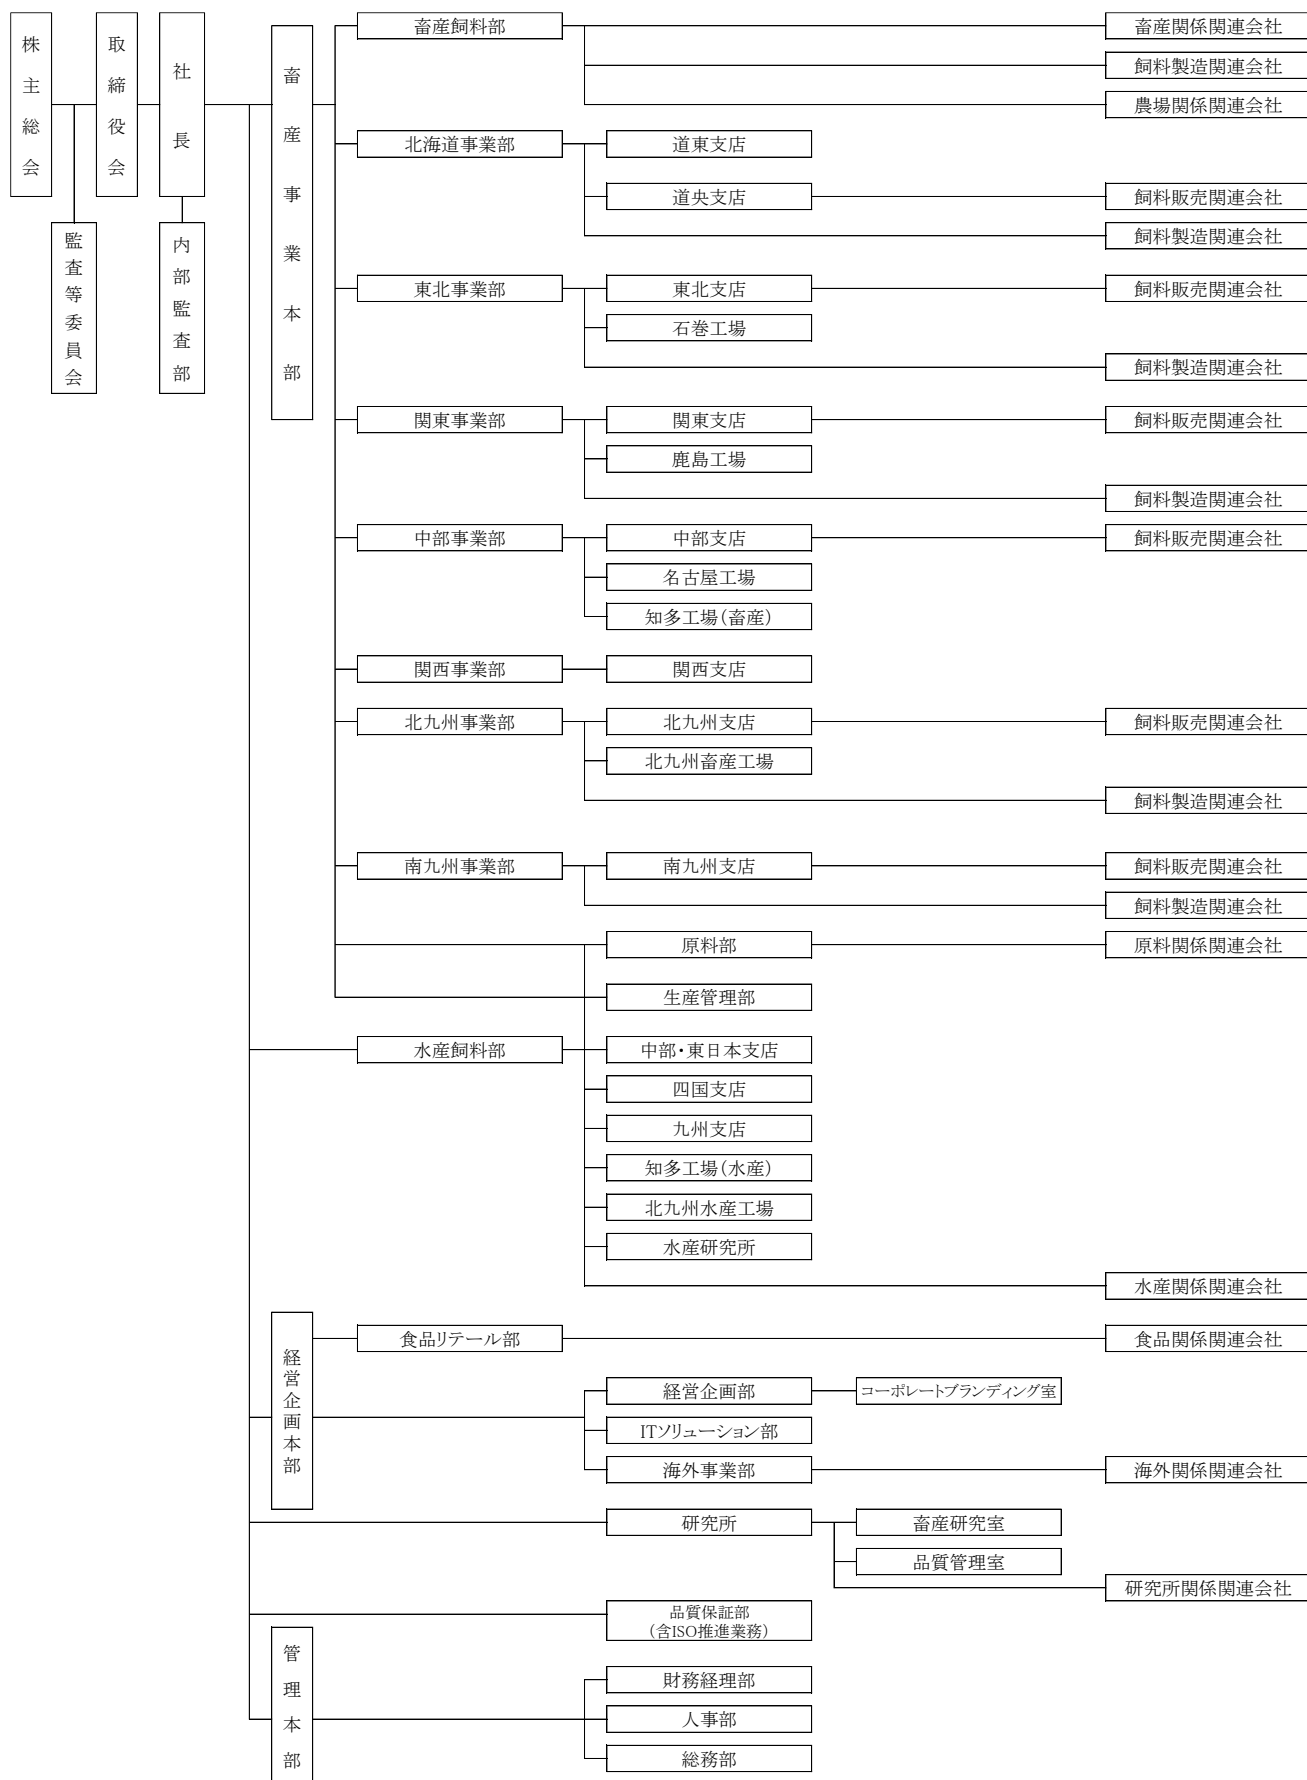 株主総会
取締役会
社長
監査等委員会
内部監査部
畜産事業本部
畜産飼料部
畜産関係関連会社
飼料製造関連会社
農場関係関連会社
北海道事業部
道東支店
道央支店
飼料販売関連会社
飼料製造関連会社
東北事業部
東北支店
飼料販売関連会社
石巻工場
飼料製造関連会社
関東事業部
関東支店
飼料販売関連会社
鹿島工場
飼料製造関連会社
中部事業部
中部支店
飼料販売関連会社
名古屋工場
知多工場(畜産)
関西事業部
関西支店
北九州事業部
北九州支店
飼料販売関連会社
北九州畜産工場
飼料製造関連会社
南九州事業部
南九州支店
飼料販売関連会社
飼料製造関連会社
原料部
原料関係関連会社
生産管理部
水産飼料部
中部・東日本支店
四国支店
九州支店
知多工場(水産)
北九州水産工場
水産研究所
水産関係関連会社
経営企画本部
食品リテール部
食品関係関連会社
経営企画部
コーポレートブランディング室
ITソリューション部
海外事業部
海外関係関連会社
研究所
畜産研究室
品質管理室
研究所関係関連会社
品質保証部
(含ISO推進業務)
管理本部
財務経理部
人事部
総務部